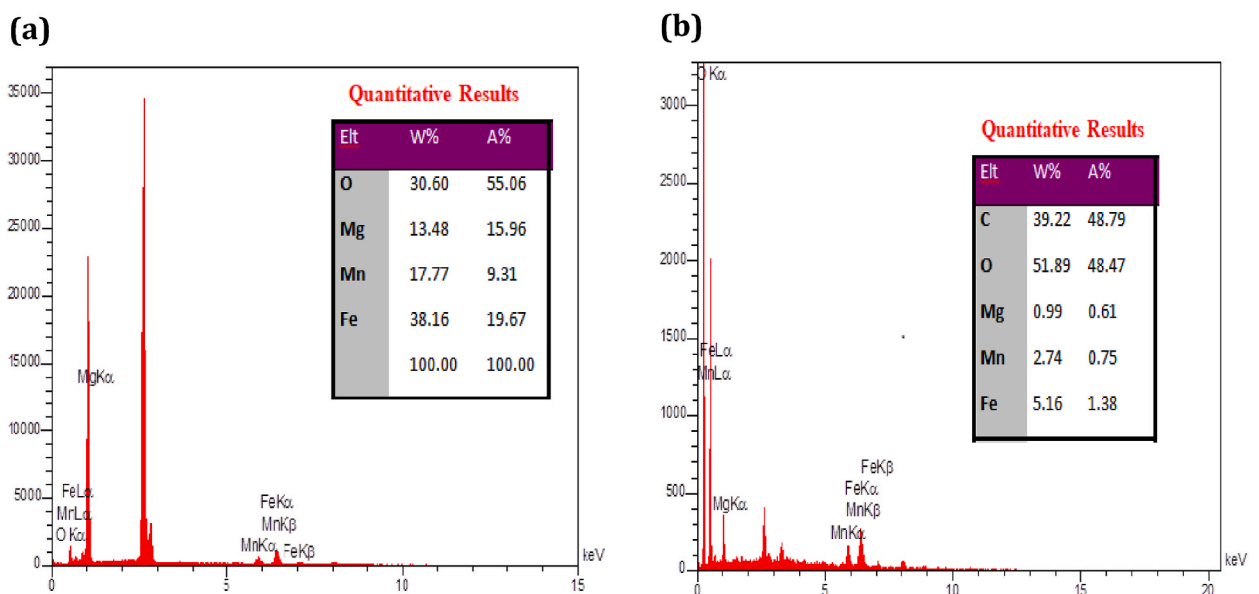 (a)
35000
30000
25000
20000
15000
10000
5000
0
MgKα
FeLα
MnLα
O Kα
FeKα
MnKβ
MnKα
FeKβ
keV
0 5 10 15
Quantitative Results
Elt W% A%
O 30.60 55.06
Mg 13.48 15.96
Mn 17.77 9.31
Fe 38.16 19.67
100.00 100.00
(b)
3000
2500
2000
1500
1000
500
0
O Kα
FeLα
MnLα
MgKα
FeKβ
FeKα
MnKβ
MnKα
keV
0 5 10 15 20
Quantitative Results
Elt W% A%
C 39.22 48.79
O 51.89 48.47
Mg 0.99 0.61
Mn 2.74 0.75
Fe 5.16 1.38